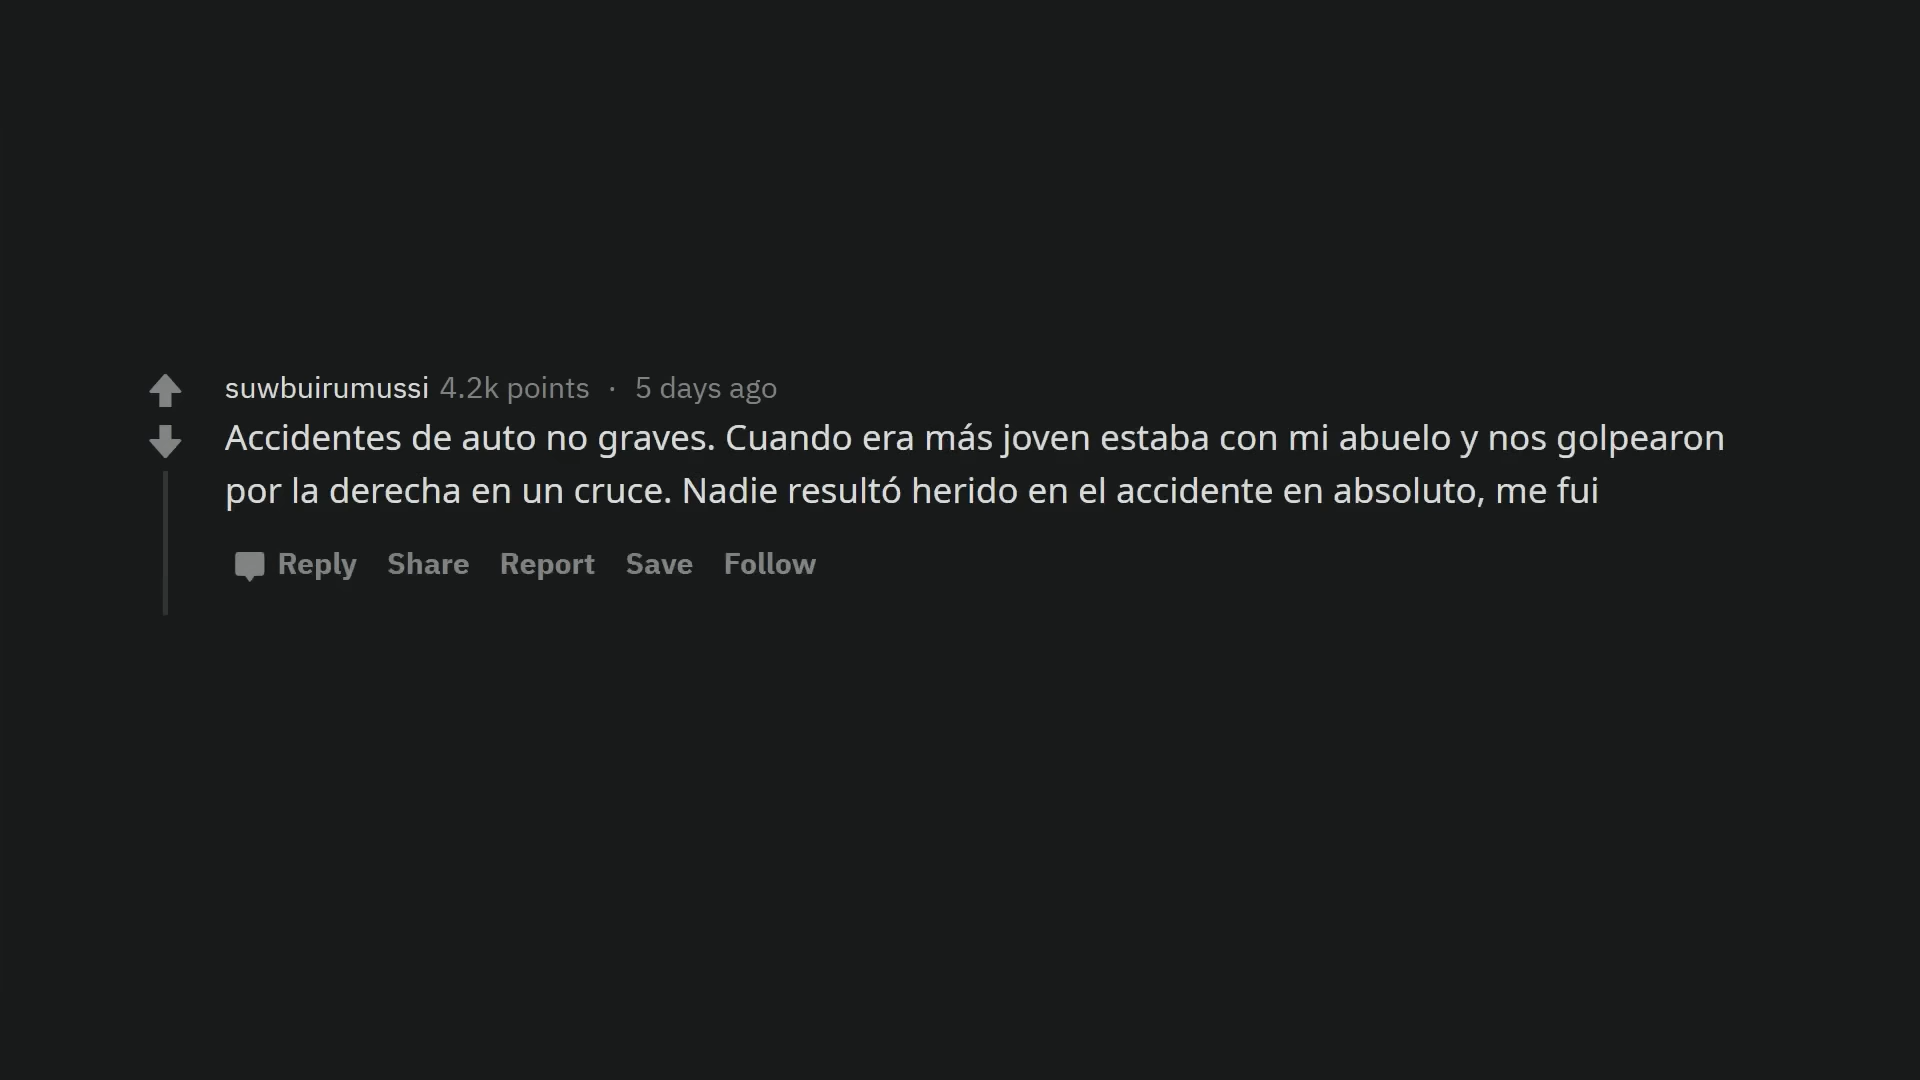 suwbuirumussi 4.2k points · 5 days ago
Accidentes de auto no graves. Cuando era más joven estaba con mi abuelo y nos golpearon
por la derecha en un cruce. Nadie resultó herido en el accidente en absoluto, me fui
Reply Share Report Save Follow